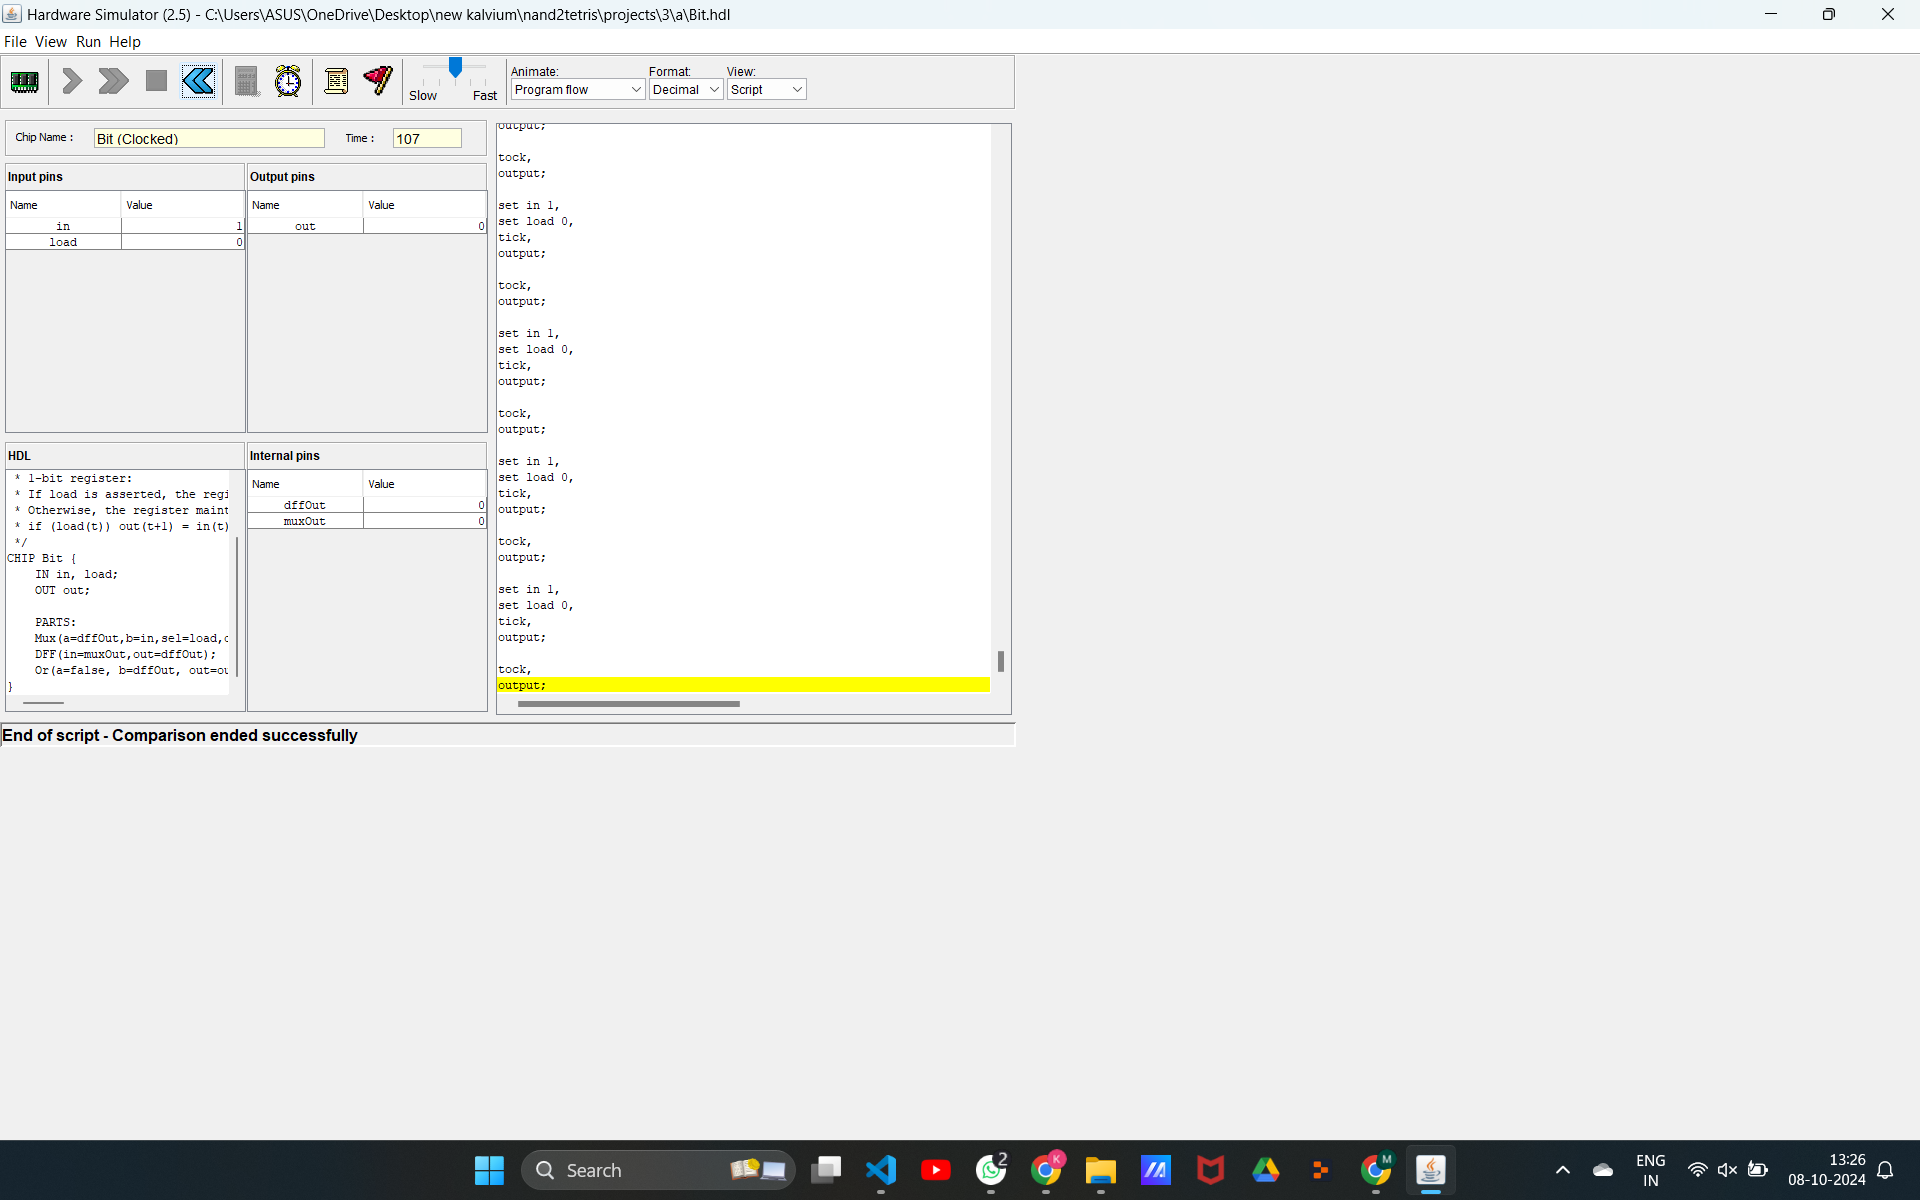 Hardware Simulator (2.5) - C:\Users\ASUS\OneDrive\Desktop\new kalvium\nand2tetris\projects\3\a\Bit.hdl
File View Run Help
Slow Fast
Animate: Format: View:
Program flow Decimal Script
Chip Name : Bit (Clocked) Time : 107
Input pins
Name Value
in 1
load 0
Output pins
Name Value
out 0
HDL
* 1-bit register:
* If load is asserted, the regi
* Otherwise, the register maint
* if (load(t)) out(t+1) = in(t)
*/
CHIP Bit {
IN in, load;
OUT out;
PARTS:
Mux(a=dffOut,b=in,sel=load,o
DFF(in=muxOut,out=dffOut);
Or(a=false, b=dffOut, out=ou
}
Internal pins
Name Value
dffOut 0
muxOut 0
output;
tock,
output;
set in 1,
set load 0,
tick,
output;
tock,
output;
set in 1,
set load 0,
tick,
output;
tock,
output;
set in 1,
set load 0,
tick,
output;
tock,
output;
set in 1,
set load 0,
tick,
output;
tock,
output;
End of script - Comparison ended successfully
Search
2
K
M
ENG
IN
13:26
08-10-2024